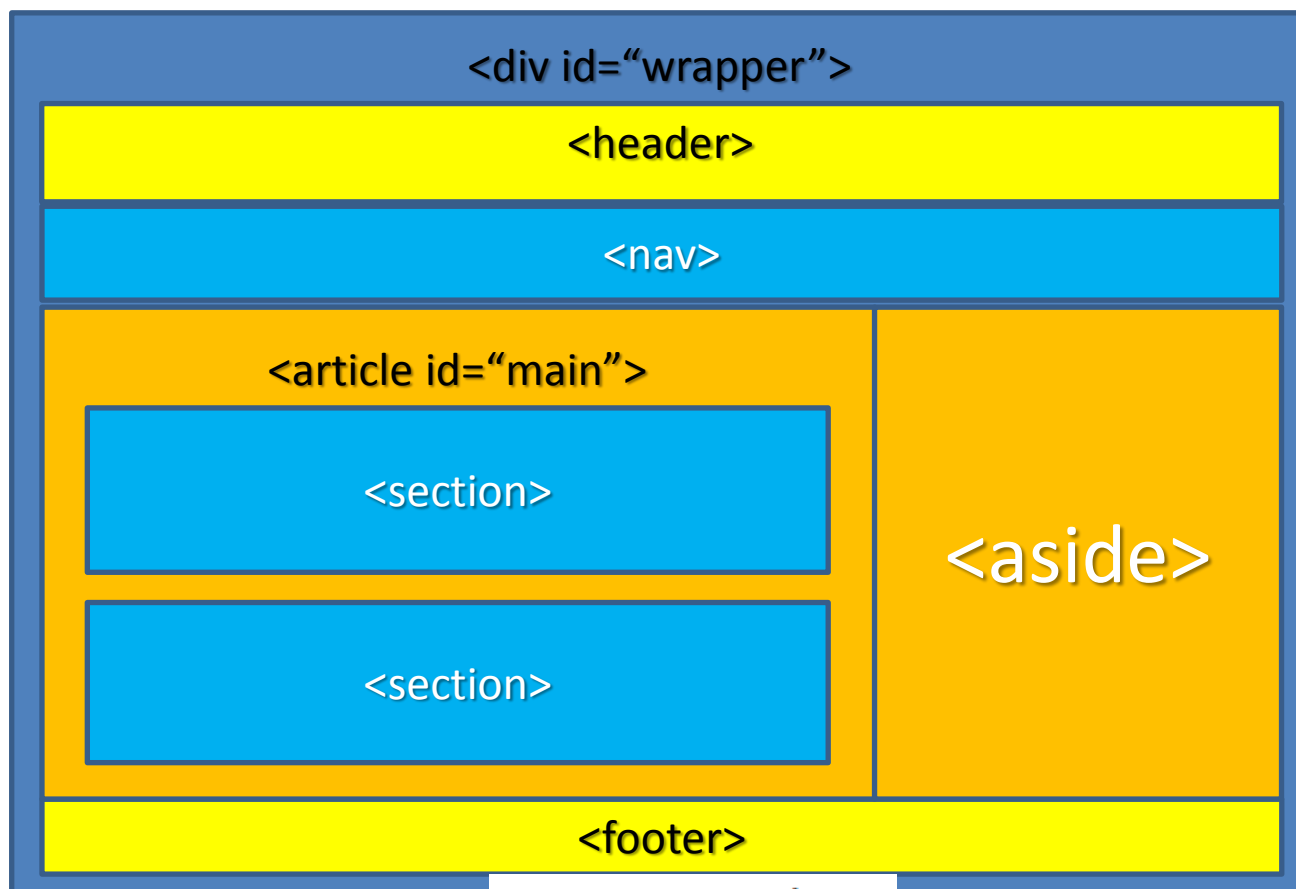 <div id=“wrapper”>
<header>
<nav>
<article id=“main”>
<section>
<aside>
<section>
<footer>